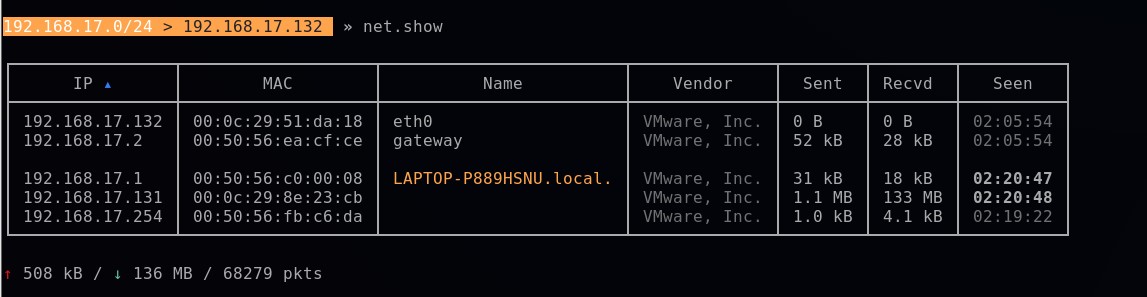 192.168.17.0/24 > 192.168.17.132 » net.show
IP ▲ MAC Name Vendor Sent Recvd Seen
192.168.17.132 00:0c:29:51:da:18 eth0 VMware, Inc. 0 B 0 B 02:05:54
192.168.17.2 00:50:56:ea:cf:ce gateway VMware, Inc. 52 kB 28 kB 02:05:54
192.168.17.1 00:50:56:c0:00:08 LAPTOP-P889HSNU.local. VMware, Inc. 31 kB 18 kB 02:20:47
192.168.17.131 00:0c:29:8e:23:cb VMware, Inc. 1.1 MB 133 MB 02:20:48
192.168.17.254 00:50:56:fb:c6:da VMware, Inc. 1.0 kB 4.1 kB 02:19:22
↑ 508 kB / ↓ 136 MB / 68279 pkts